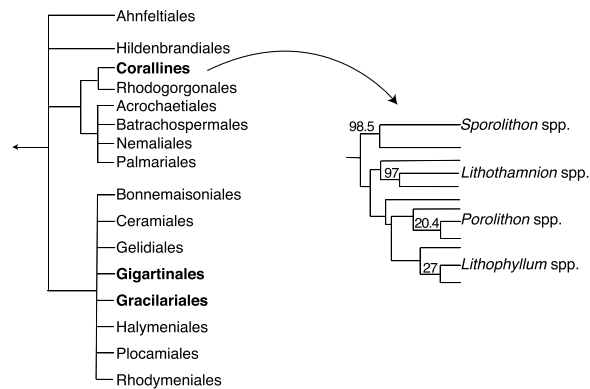 Ahnfeltiales
Hildenbrandiales
Corallines
Rhodogorgonales
Acrochaetiales
Batrachospermales
Nemaliales
Palmariales
Bonnemaisoniales
Ceramiales
Gelidiales
Gigartinales
Gracilariales
Halymeniales
Plocamiales
Rhodymeniales
98.5
Sporolithon spp.
97
Lithothamnion spp.
20.4
Porolithon spp.
27
Lithophyllum spp.